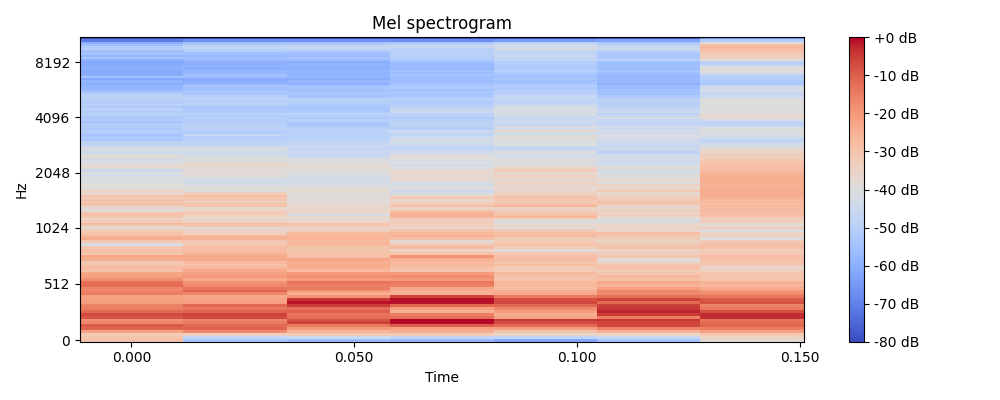 Mel spectrogram
Hz
8192
4096
2048
1024
512
0
0.000
0.050
0.100
0.150
Time
+0 dB
-10 dB
-20 dB
-30 dB
-40 dB
-50 dB
-60 dB
-70 dB
-80 dB